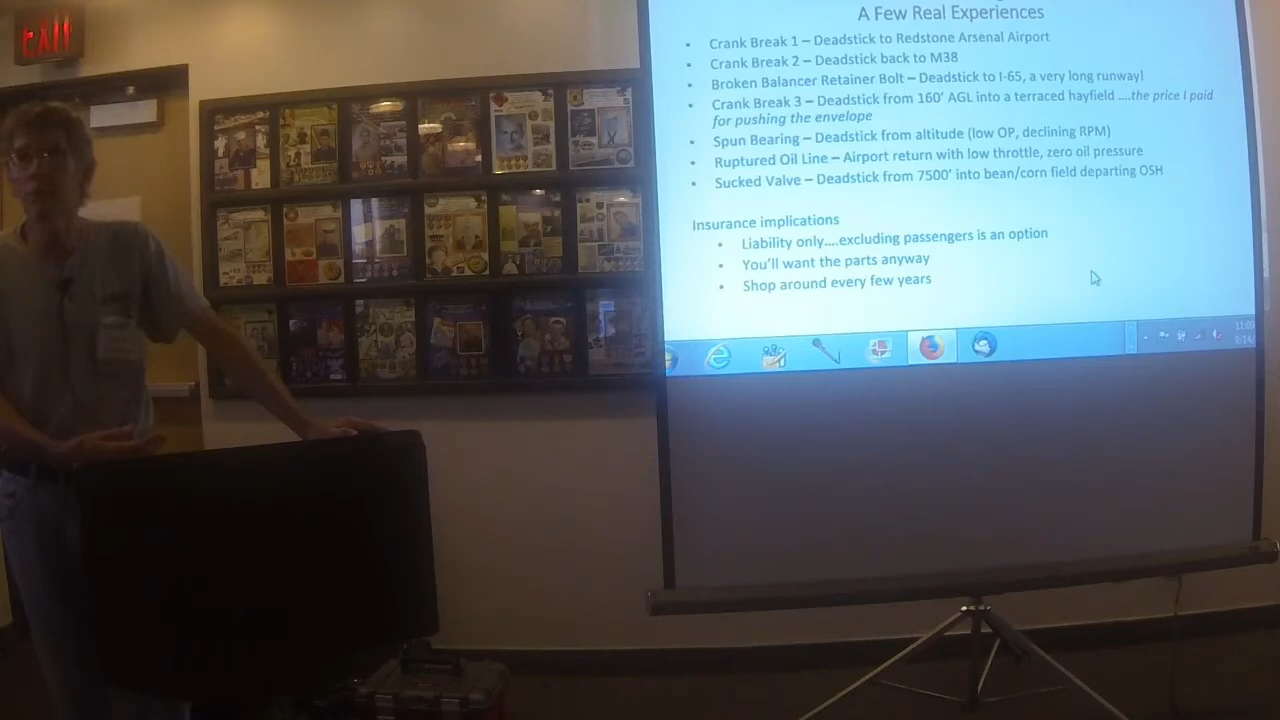 EXIT
A Few Real Experiences
• Crank Break 1 – Deadstick to Redstone Arsenal Airport
• Crank Break 2 – Deadstick back to M38
• Broken Balancer Retainer Bolt – Deadstick to I-65, a very long runway!
• Crank Break 3 – Deadstick from 160' AGL into a terraced hayfield ....the price I paid
for pushing the envelope
• Spun Bearing – Deadstick from altitude (low OP, declining RPM)
• Ruptured Oil Line – Airport return with low throttle, zero oil pressure
• Sucked Valve – Deadstick from 7500' into bean/corn field departing OSH
Insurance implications
• Liability only....excluding passengers is an option
• You'll want the parts anyway
• Shop around every few years